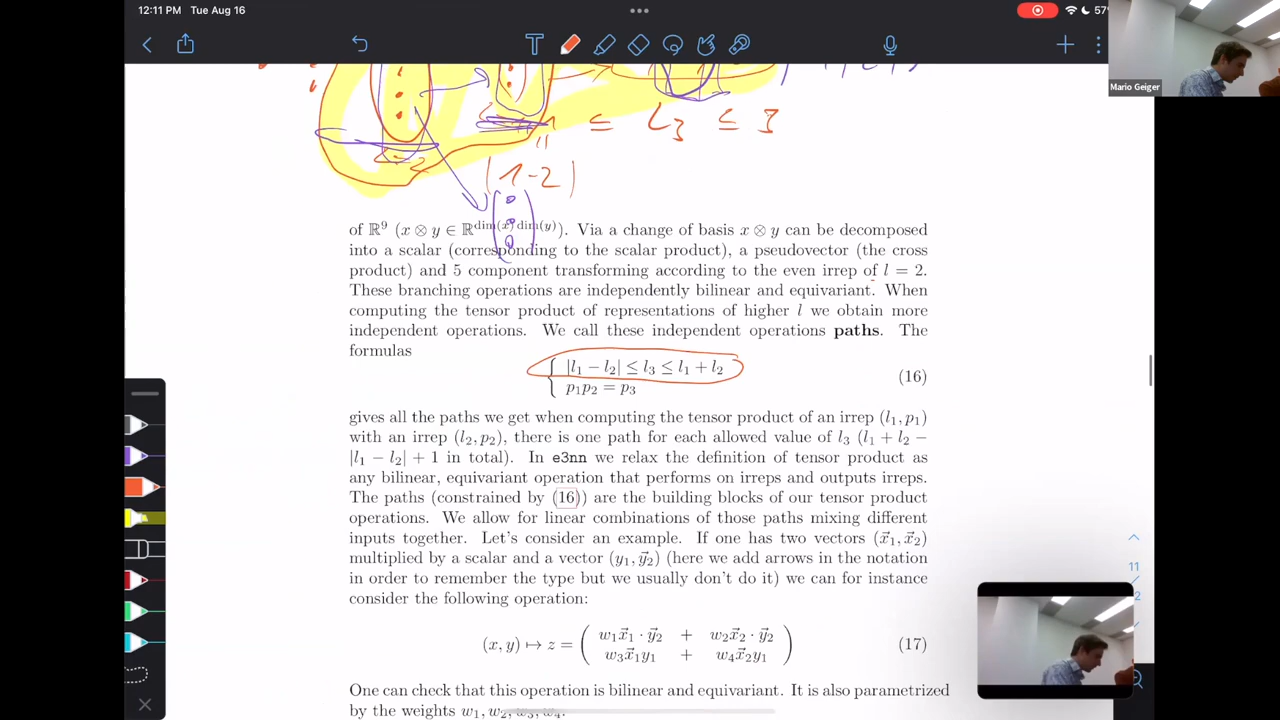 12:11 PM Tue Aug 16
57%
Mario Geiger
≤ l3 ≤ 3
|1-2|
of ℝ⁹ (x ⊗ y ∈ ℝ^{dim(x) dim(y)}). Via a change of basis x ⊗ y can be decomposed
into a scalar (corresponding to the scalar product), a pseudovector (the cross
product) and 5 component transforming according to the even irrep of l = 2.
These branching operations are independently bilinear and equivariant. When
computing the tensor product of representations of higher l we obtain more
independent operations. We call these independent operations paths. The
formulas
{ |l₁ − l₂| ≤ l₃ ≤ l₁ + l₂
p₁p₂ = p₃
(16)
gives all the paths we get when computing the tensor product of an irrep (l₁, p₁)
with an irrep (l₂, p₂), there is one path for each allowed value of l₃ (l₁ + l₂ −
|l₁ − l₂| + 1 in total). In e3nn we relax the definition of tensor product as
any bilinear, equivariant operation that performs on irreps and outputs irreps.
The paths (constrained by (16)) are the building blocks of our tensor product
operations. We allow for linear combinations of those paths mixing different
inputs together. Let's consider an example. If one has two vectors (x⃗₁, x⃗₂)
multiplied by a scalar and a vector (y₁, y⃗₂) (here we add arrows in the notation
in order to remember the type but we usually don't do it) we can for instance
consider the following operation:
(x, y) ↦ z = ( w₁x⃗₁ · y⃗₂ + w₂x⃗₂ · y⃗₂
w₃x⃗₁y₁ + w₄x⃗₂y₁ )
(17)
One can check that this operation is bilinear and equivariant. It is also parametrized
by the weights w₁, w₂, w₃, w₄.
11